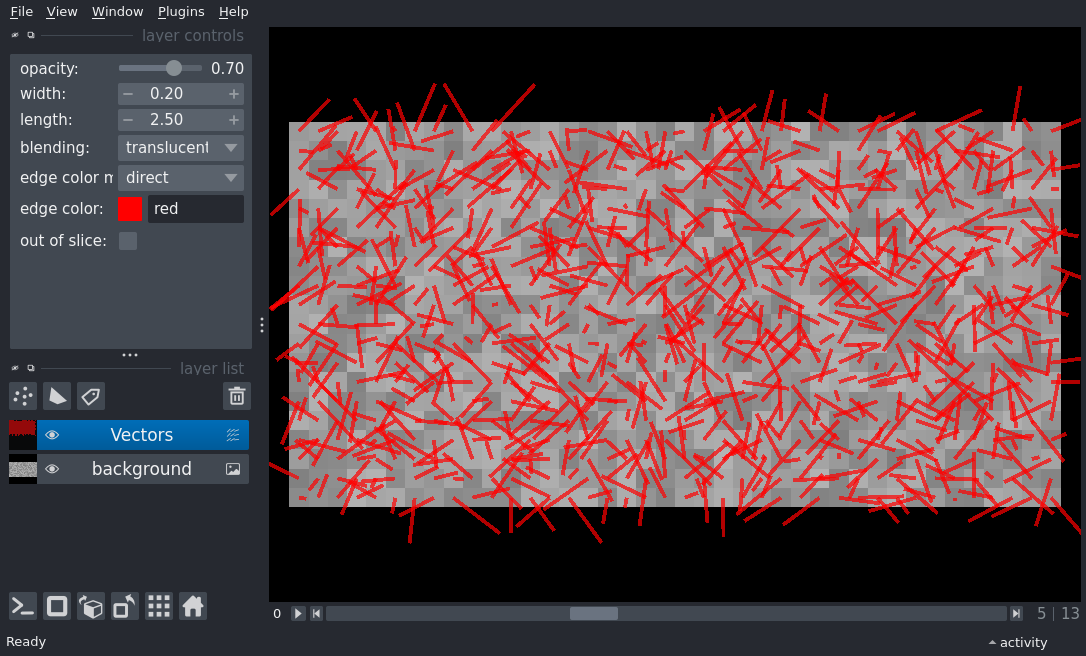 File View Window Plugins Help
layer controls
opacity: 0.70
width: 0.20
length: 2.50
blending: translucent
edge color m direct
edge color: red
out of slice:
layer list
Vectors
background
0 5 | 13
Ready activity